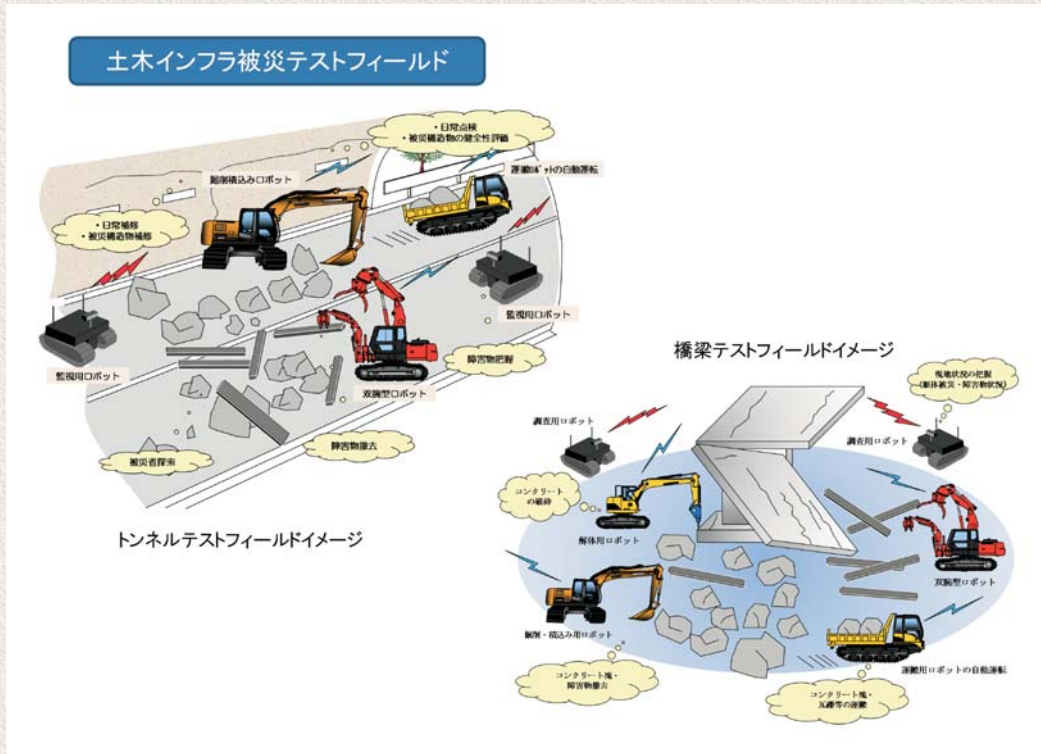 土木インフラ被災テストフィールド
・日常点検
・被災構造物の健全性評価
掘削積込みロボット
運搬ﾛﾎﾞｯﾄの自動運転
・日常補修
・被災構造物補修
監視用ロボット
監視用ロボット
障害物把握
双腕型ロボット
被災者探索
障害物撤去
トンネルテストフィールドイメージ
橋梁テストフィールドイメージ
現地状況の把握
(躯体被災・障害物状況)
調査用ロボット
調査用ロボット
コンクリート
の破砕
解体用ロボット
双腕型ロボット
掘削・積込み用ロボット
運搬用ロボットの自動運転
コンクリート塊・
障害物撤去
コンクリート塊・
瓦礫等の運搬